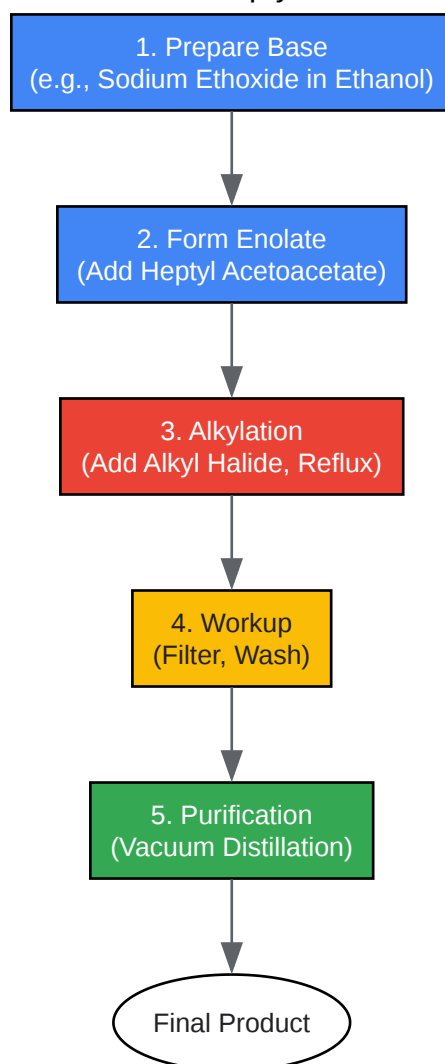 1. Prepare Base
(e.g., Sodium Ethoxide in Ethanol)
2. Form Enolate
(Add Heptyl Acetoacetate)
3. Alkylation
(Add Alkyl Halide, Reflux)
4. Workup
(Filter, Wash)
5. Purification
(Vacuum Distillation)
Final Product